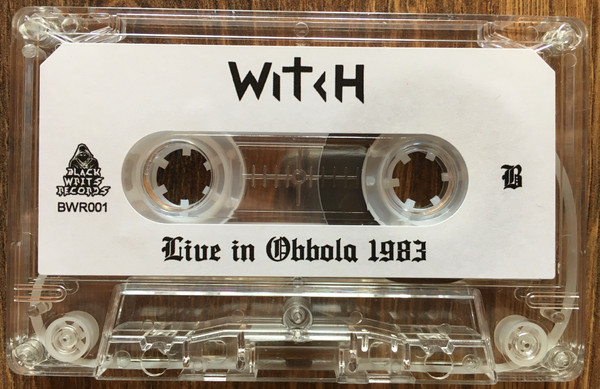 WitcH
BLACK
WRITS
RECORDS
BWR001
B
Live in Obbola 1983